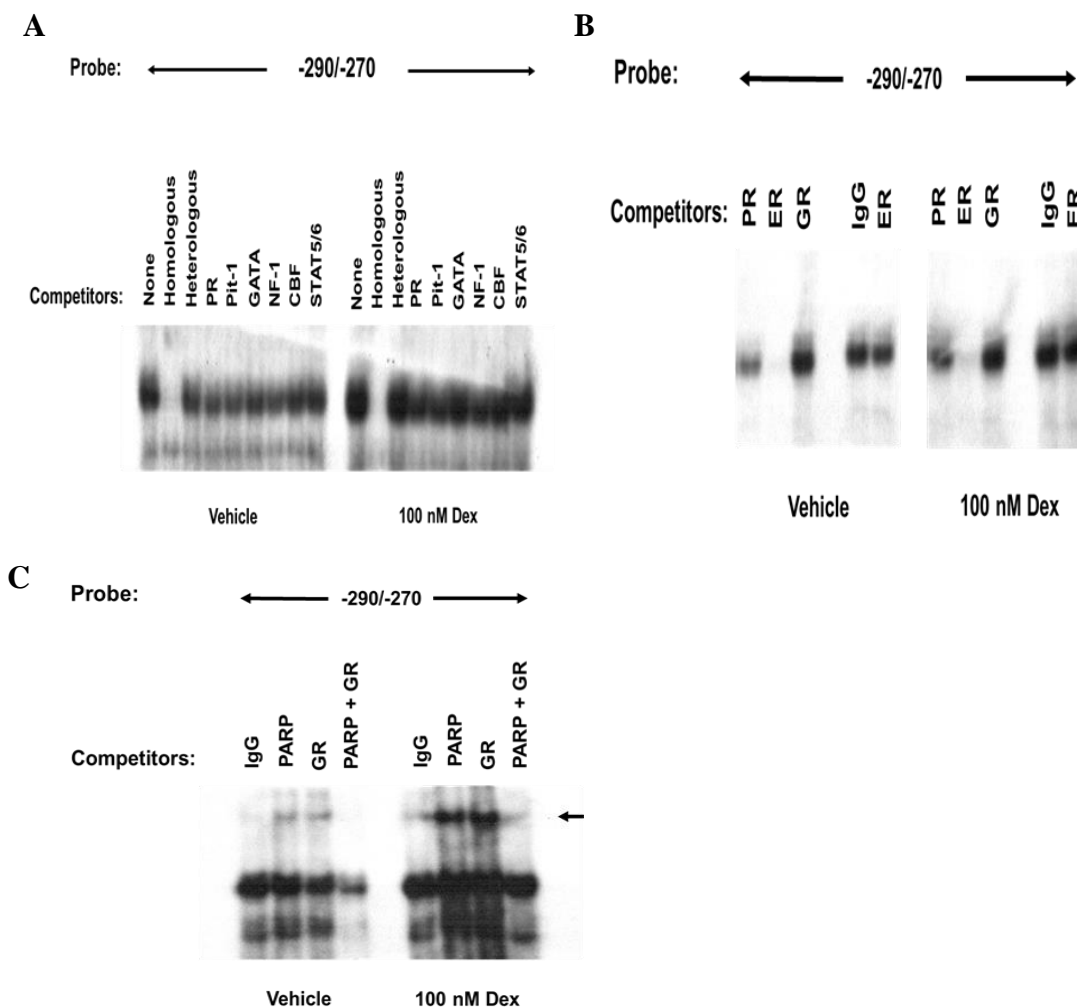 A
Probe: -290/-270
Competitors: None Homologous Heterologous PR Pit-1 GATA NF-1 CBF STAT5/6 None Homologous Heterologous PR Pit-1 GATA NF-1 CBF STAT5/6
Vehicle 100 nM Dex
B
Probe: -290/-270
Competitors: PR ER GR IgG ER PR ER GR IgG ER
Vehicle 100 nM Dex
C
Probe: -290/-270
Competitors: IgG PARP GR PARP + GR IgG PARP GR PARP + GR
Vehicle 100 nM Dex